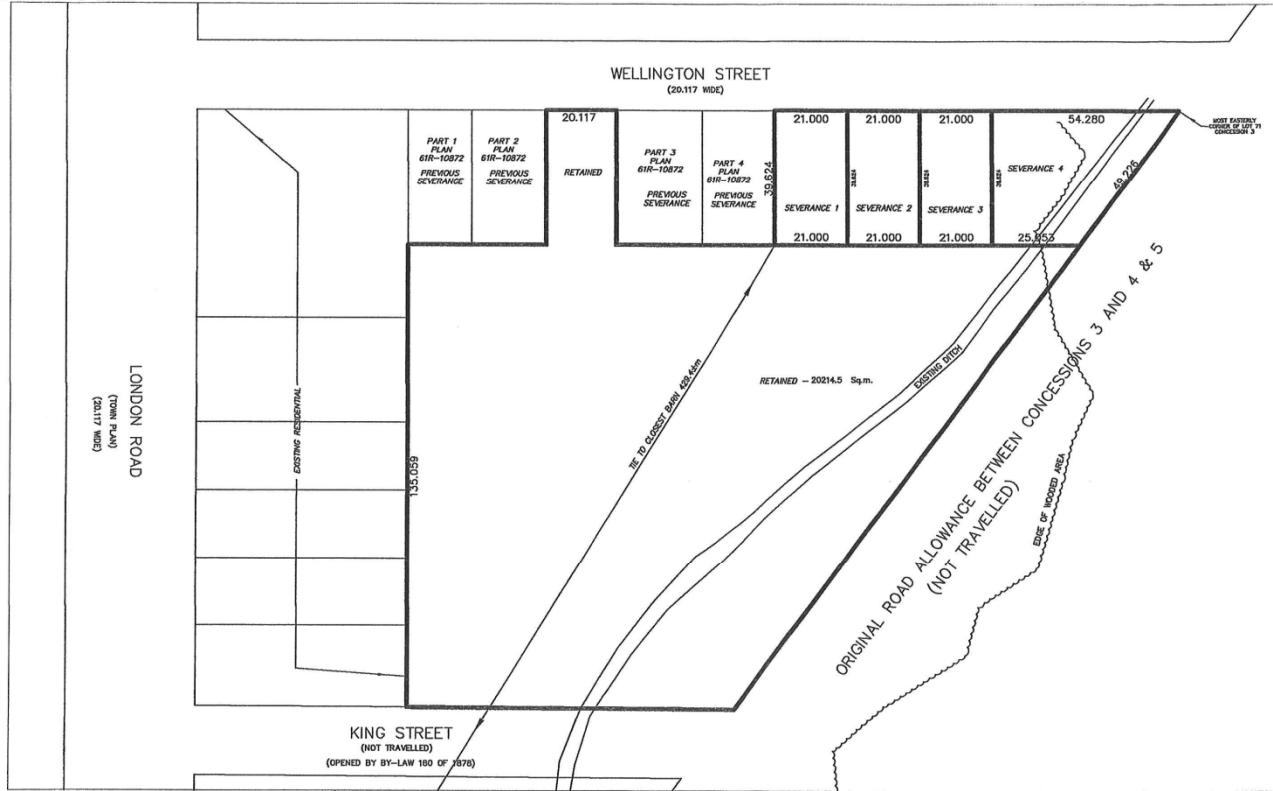 WELLINGTON STREET
(20.117 WIDE)
20.117
21.000
21.000
21.000
54.280
MOST EASTERLY
CORNER OF LOT 71
CONCESSION 3
PART 1
PLAN
61R-10872
PREVIOUS
SEVERANCE
PART 2
PLAN
61R-10872
PREVIOUS
SEVERANCE
RETAINED
PART 3
PLAN
61R-10872
PREVIOUS
SEVERANCE
PART 4
PLAN
61R-10872
PREVIOUS
SEVERANCE
39.624
39.624
39.624
39.624
SEVERANCE 1
SEVERANCE 2
SEVERANCE 3
SEVERANCE 4
49.226
21.000
21.000
21.000
LONDON ROAD
(TOWN PLAN)
(20.117 WIDE)
EXISTING RESIDENTIAL
135.059
TIE TO CLOSEST BARN
RETAINED - 20214.5 Sq.m.
EXISTING DITCH
ORIGINAL ROAD ALLOWANCE BETWEEN CONCESSIONS 3 AND 4 & 5
(NOT TRAVELLED)
EDGE OF WOODED AREA
KING STREET
(NOT TRAVELLED)
(OPENED BY BY-LAW 180 OF 1878)